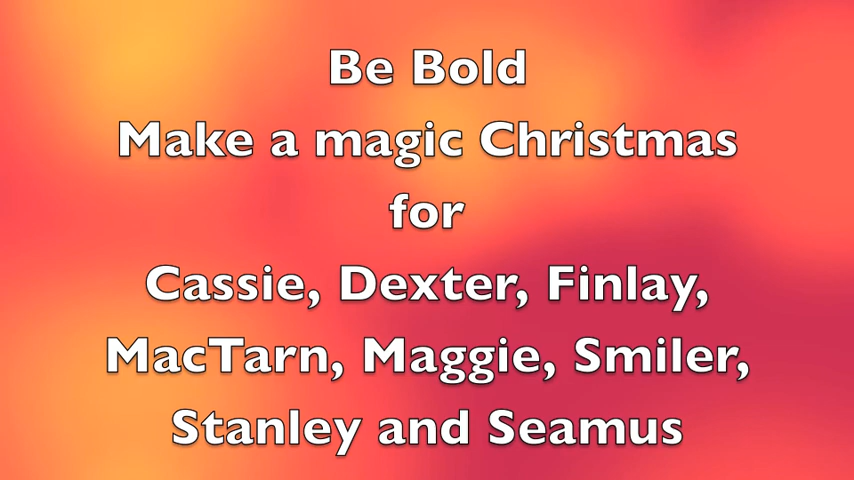 Be Bold
Make a magic Christmas
for
Cassie, Dexter, Finlay,
MacTarn, Maggie, Smiler,
Stanley and Seamus